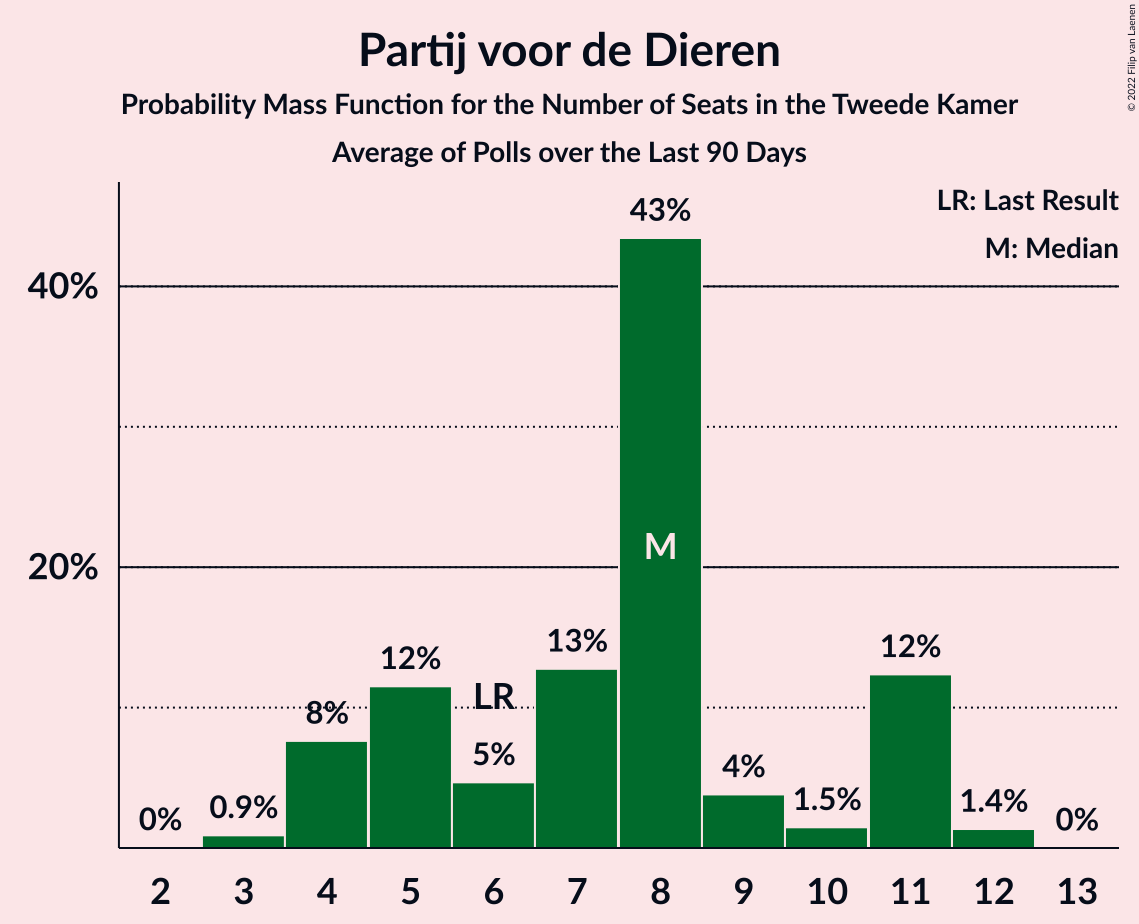 Partij voor de Dieren
Probability Mass Function for the Number of Seats in the Tweede Kamer
Average of Polls over the Last 90 Days
© 2022 Filip van Laenen
LR: Last Result
M: Median
43%
40%
M
20%
13%
12%
12%
LR
8%
5%
4%
1.5%
1.4%
0.9%
0%
0%
2 3 4 5 6 7 8 9 10 11 12 13